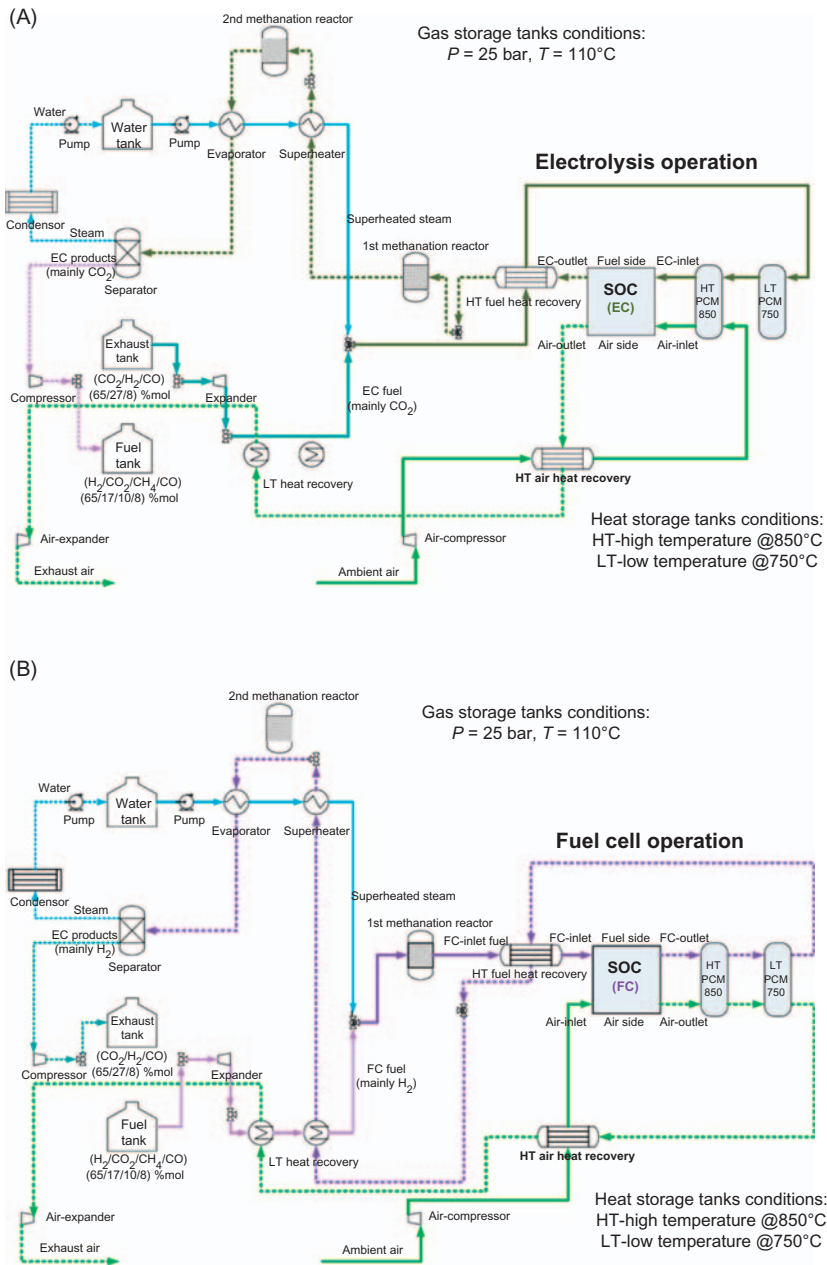 (A)
2nd methanation reactor
Gas storage tanks conditions:
P = 25 bar, T = 110°C
Water
Pump
Water
tank
Pump
Evaporator
Superheater
Electrolysis operation
Condensor
Steam
EC products
(mainly CO2)
Separator
Superheated steam
1st methanation reactor
EC-outlet
Fuel side
EC-inlet
HT fuel heat recovery
SOC
(EC)
HT
PCM
850
LT
PCM
750
Air-outlet
Air side
Air-inlet
Exhaust
tank
(CO2/H2/CO)
(65/27/8) %mol
Compressor
Expander
EC fuel
(mainly CO2)
Fuel
tank
(H2/CO2/CH4/CO)
(65/17/10/8) %mol
LT heat recovery
HT air heat recovery
Air-expander
Exhaust air
Ambient air
Air-compressor
Heat storage tanks conditions:
HT-high temperature @850°C
LT-low temperature @750°C
(B)
2nd methanation reactor
Gas storage tanks conditions:
P = 25 bar, T = 110°C
Water
Pump
Water
tank
Pump
Evaporator
Superheater
Fuel cell operation
Condensor
Steam
EC products
(mainly H2)
Separator
Superheated steam
1st methanation reactor
FC-inlet fuel
FC-inlet
Fuel side
FC-outlet
HT fuel heat recovery
SOC
(FC)
HT
PCM
850
LT
PCM
750
Air-inlet
Air side
Air-outlet
Exhaust
tank
(CO2/H2/CO)
(65/27/8) %mol
Compressor
Expander
FC fuel
(mainly H2)
Fuel
tank
(H2/CO2/CH4/CO)
(65/17/10/8) %mol
LT heat recovery
HT air heat recovery
Air-expander
Exhaust air
Ambient air
Air-compressor
Heat storage tanks conditions:
HT-high temperature @850°C
LT-low temperature @750°C